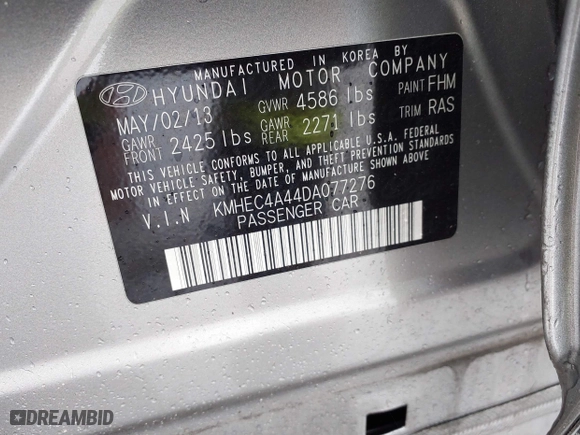 MANUFACTURED IN KOREA BY
HYUNDAI MOTOR COMPANY
MAY/02/13 GVWR 4586 lbs PAINT FHM
GAWR FRONT 2425 lbs GAWR REAR 2271 lbs TRIM RAS
THIS VEHICLE CONFORMS TO ALL APPLICABLE U.S.A. FEDERAL
MOTOR VEHICLE SAFETY, BUMPER, AND THEFT PREVENTION STANDARDS
IN EFFECT ON THE DATE OF MANUFACTURE SHOWN ABOVE.
V.I.N KMHEC4A44DA077276
PASSENGER CAR
DREAMBID